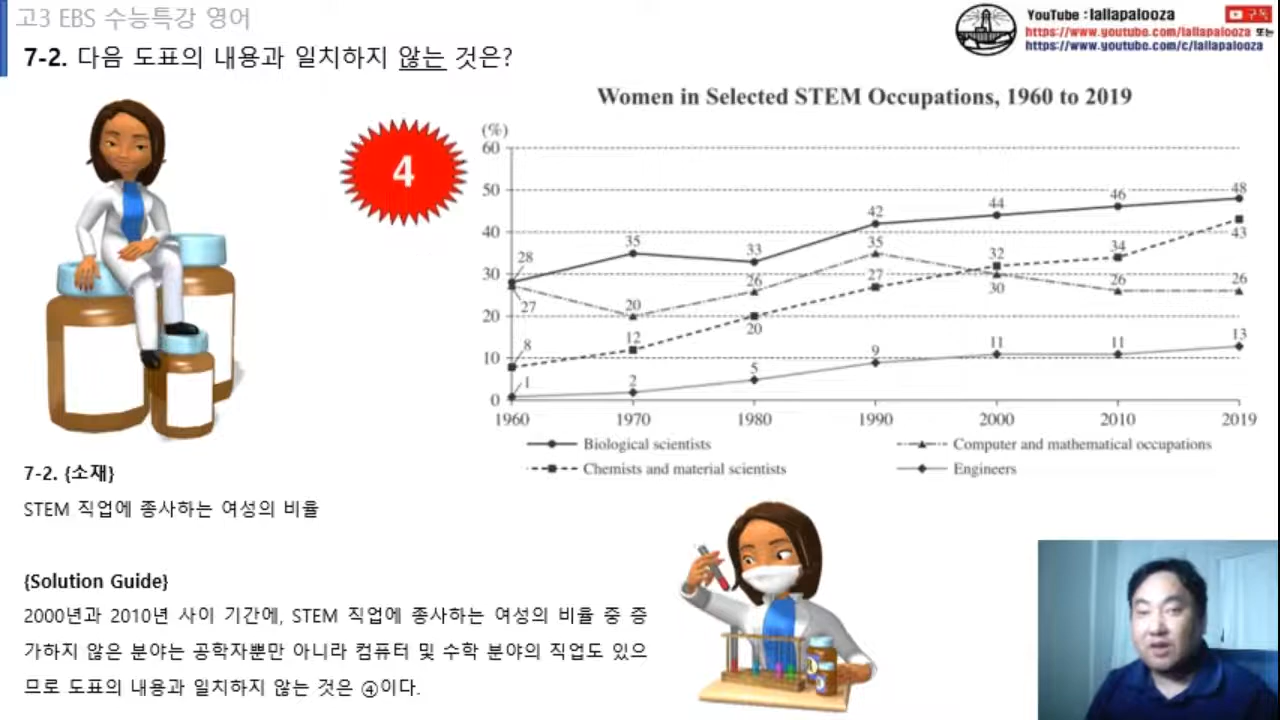 고3 EBS 수능특강 영어
7-2. 다음 도표의 내용과 일치하지 않는 것은?
YouTube : lallapalooza
구독
https://www.youtube.com/lallapalooza 또는
https://www.youtube.com/c/lallapalooza
4
Women in Selected STEM Occupations, 1960 to 2019
(%)
60
50
40
30
20
10
0
28 35 33 42 44 46 48
27 20 26 35 30 26 26
8 12 20 27 32 34 43
1 2 5 9 11 11 13
1960 1970 1980 1990 2000 2010 2019
Biological scientists
Computer and mathematical occupations
Chemists and material scientists
Engineers
7-2. {소재}
STEM 직업에 종사하는 여성의 비율
{Solution Guide}
2000년과 2010년 사이 기간에, STEM 직업에 종사하는 여성의 비율 중 증
가하지 않은 분야는 공학자뿐만 아니라 컴퓨터 및 수학 분야의 직업도 있으
므로 도표의 내용과 일치하지 않는 것은 ④이다.